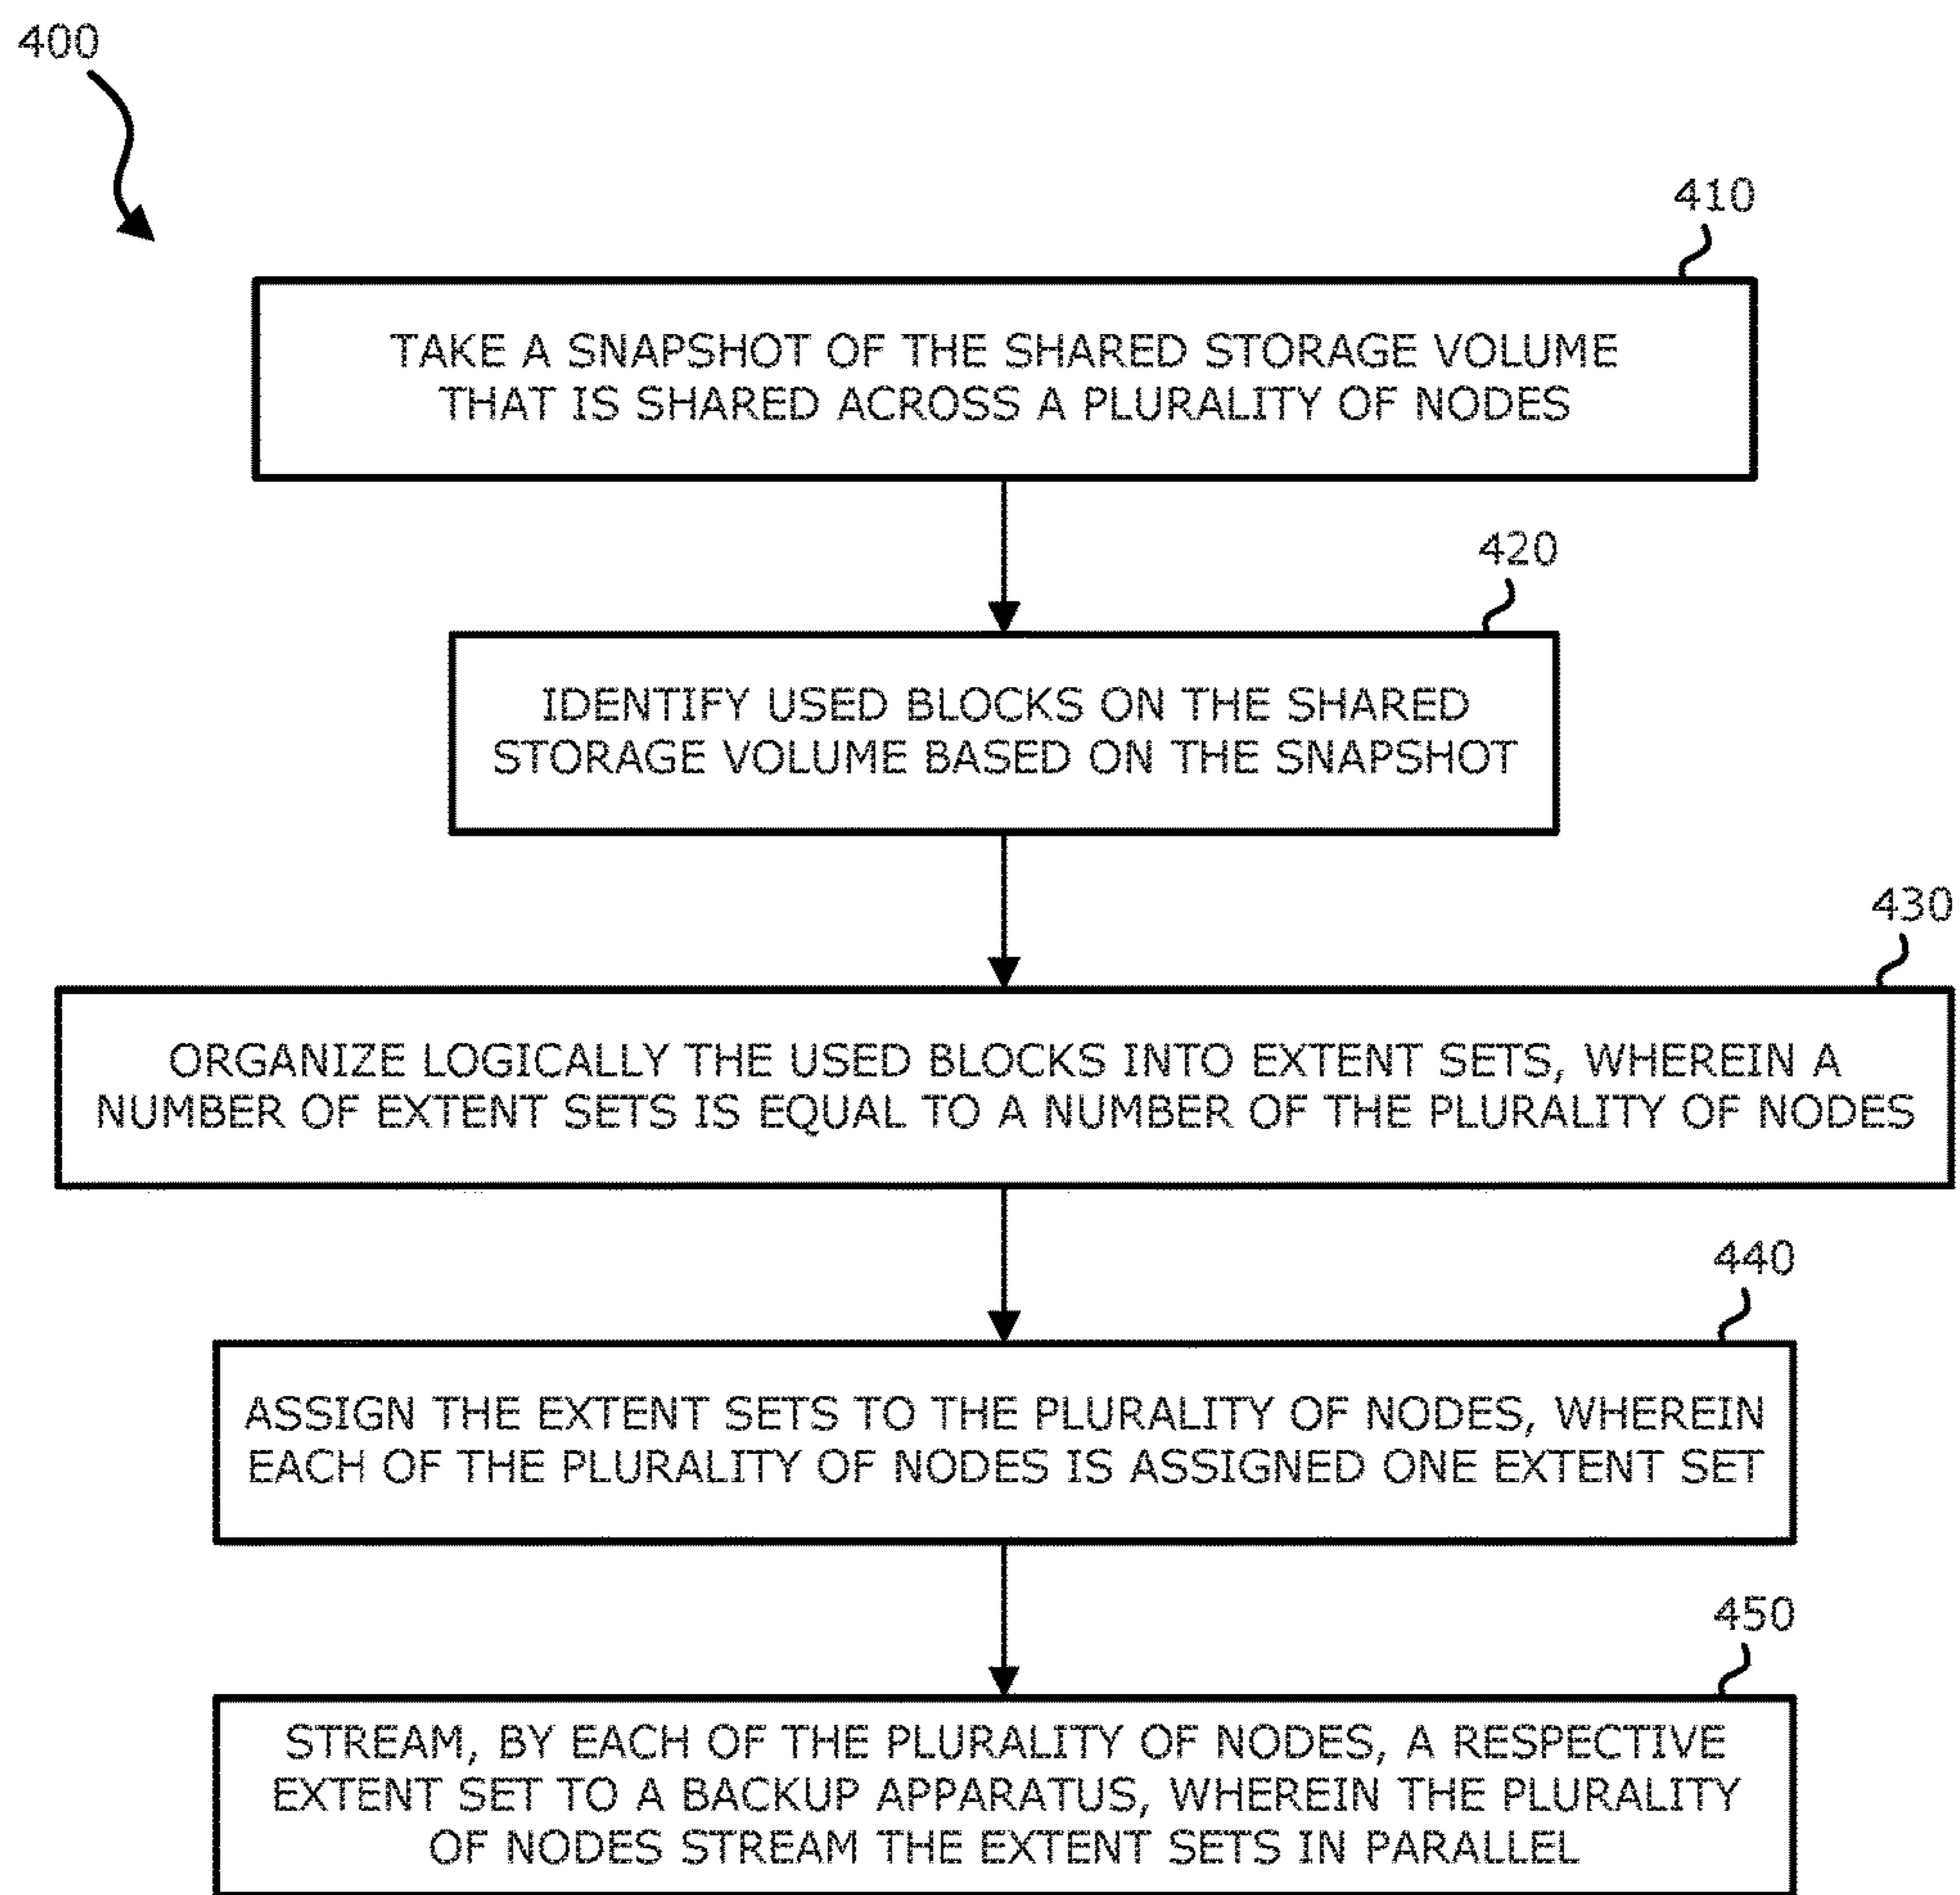 400
410
TAKE A SNAPSHOT OF THE SHARED STORAGE VOLUME
THAT IS SHARED ACROSS A PLURALITY OF NODES
420
IDENTIFY USED BLOCKS ON THE SHARED
STORAGE VOLUME BASED ON THE SNAPSHOT
430
ORGANIZE LOGICALLY THE USED BLOCKS INTO EXTENT SETS, WHEREIN A
NUMBER OF EXTENT SETS IS EQUAL TO A NUMBER OF THE PLURALITY OF NODES
440
ASSIGN THE EXTENT SETS TO THE PLURALITY OF NODES, WHEREIN
EACH OF THE PLURALITY OF NODES IS ASSIGNED ONE EXTENT SET
450
STREAM, BY EACH OF THE PLURALITY OF NODES, A RESPECTIVE
EXTENT SET TO A BACKUP APPARATUS, WHEREIN THE PLURALITY
OF NODES STREAM THE EXTENT SETS IN PARALLEL